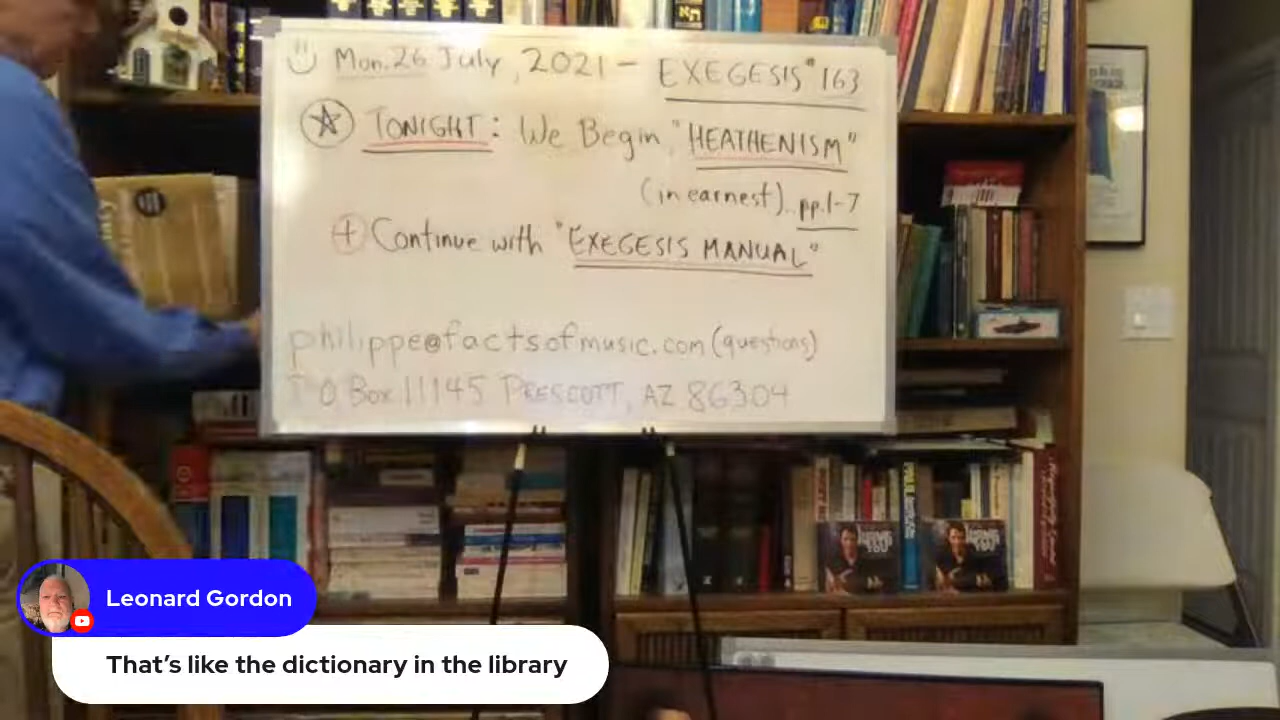 Mon. 26 July, 2021 - EXEGESIS #163
TONIGHT: We Begin "HEATHENISM"
(in earnest).. pp. 1-7
+ Continue with "EXEGESIS MANUAL"
philippe@factsofmusic.com (questions)
P O Box 11145 PRESCOTT, AZ 86304
Leonard Gordon
That's like the dictionary in the library